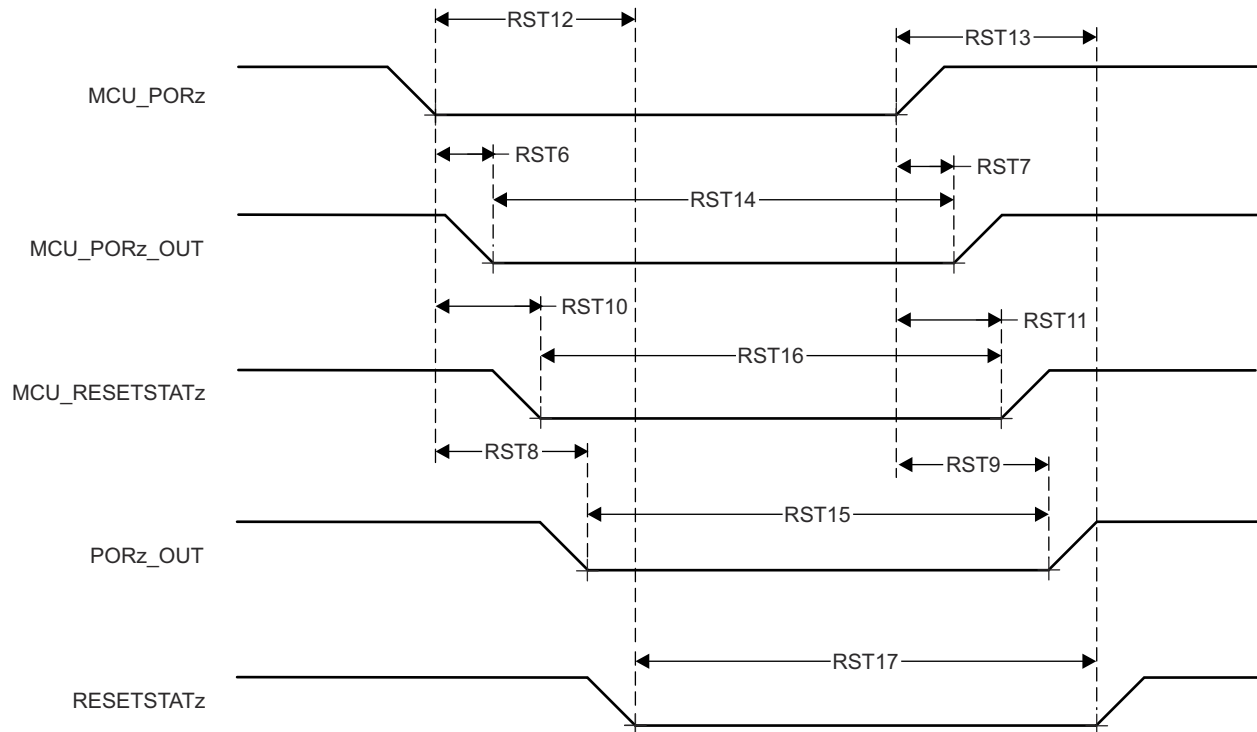 RST12
RST13
MCU_PORz
RST6
RST7
RST14
MCU_PORz_OUT
RST10
RST11
RST16
MCU_RESETSTATz
RST8
RST9
RST15
PORz_OUT
RST17
RESETSTATz